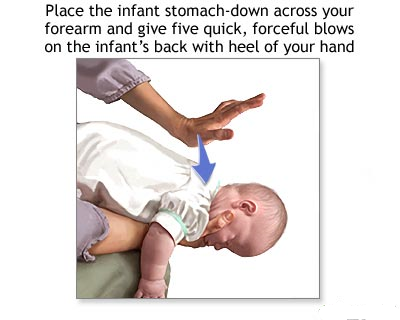 Place the infant stomach-down across your
forearm and give five quick, forceful blows
on the infant's back with heel of your hand